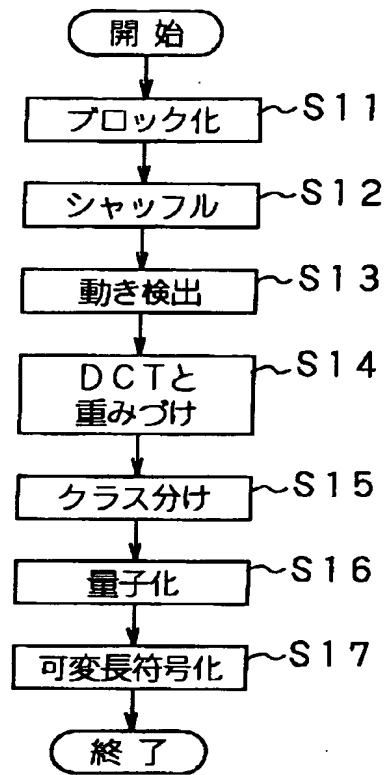 開始
ブロック化
S11
シャッフル
S12
動き検出
S13
DCTと
重みづけ
S14
クラス分け
S15
量子化
S16
可変長符号化
S17
終了